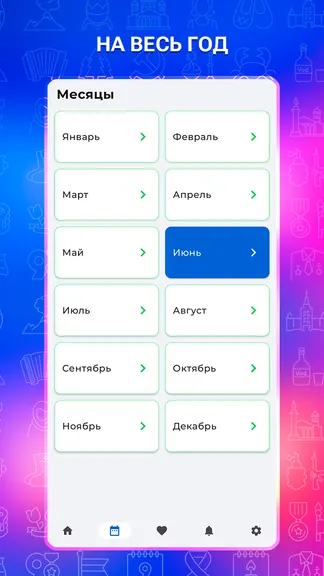 НА ВЕСЬ ГОД
Месяцы
Январь
Февраль
Март
Апрель
Май
Июнь
Июль
Август
Сентябрь
Октябрь
Ноябрь
Декабрь